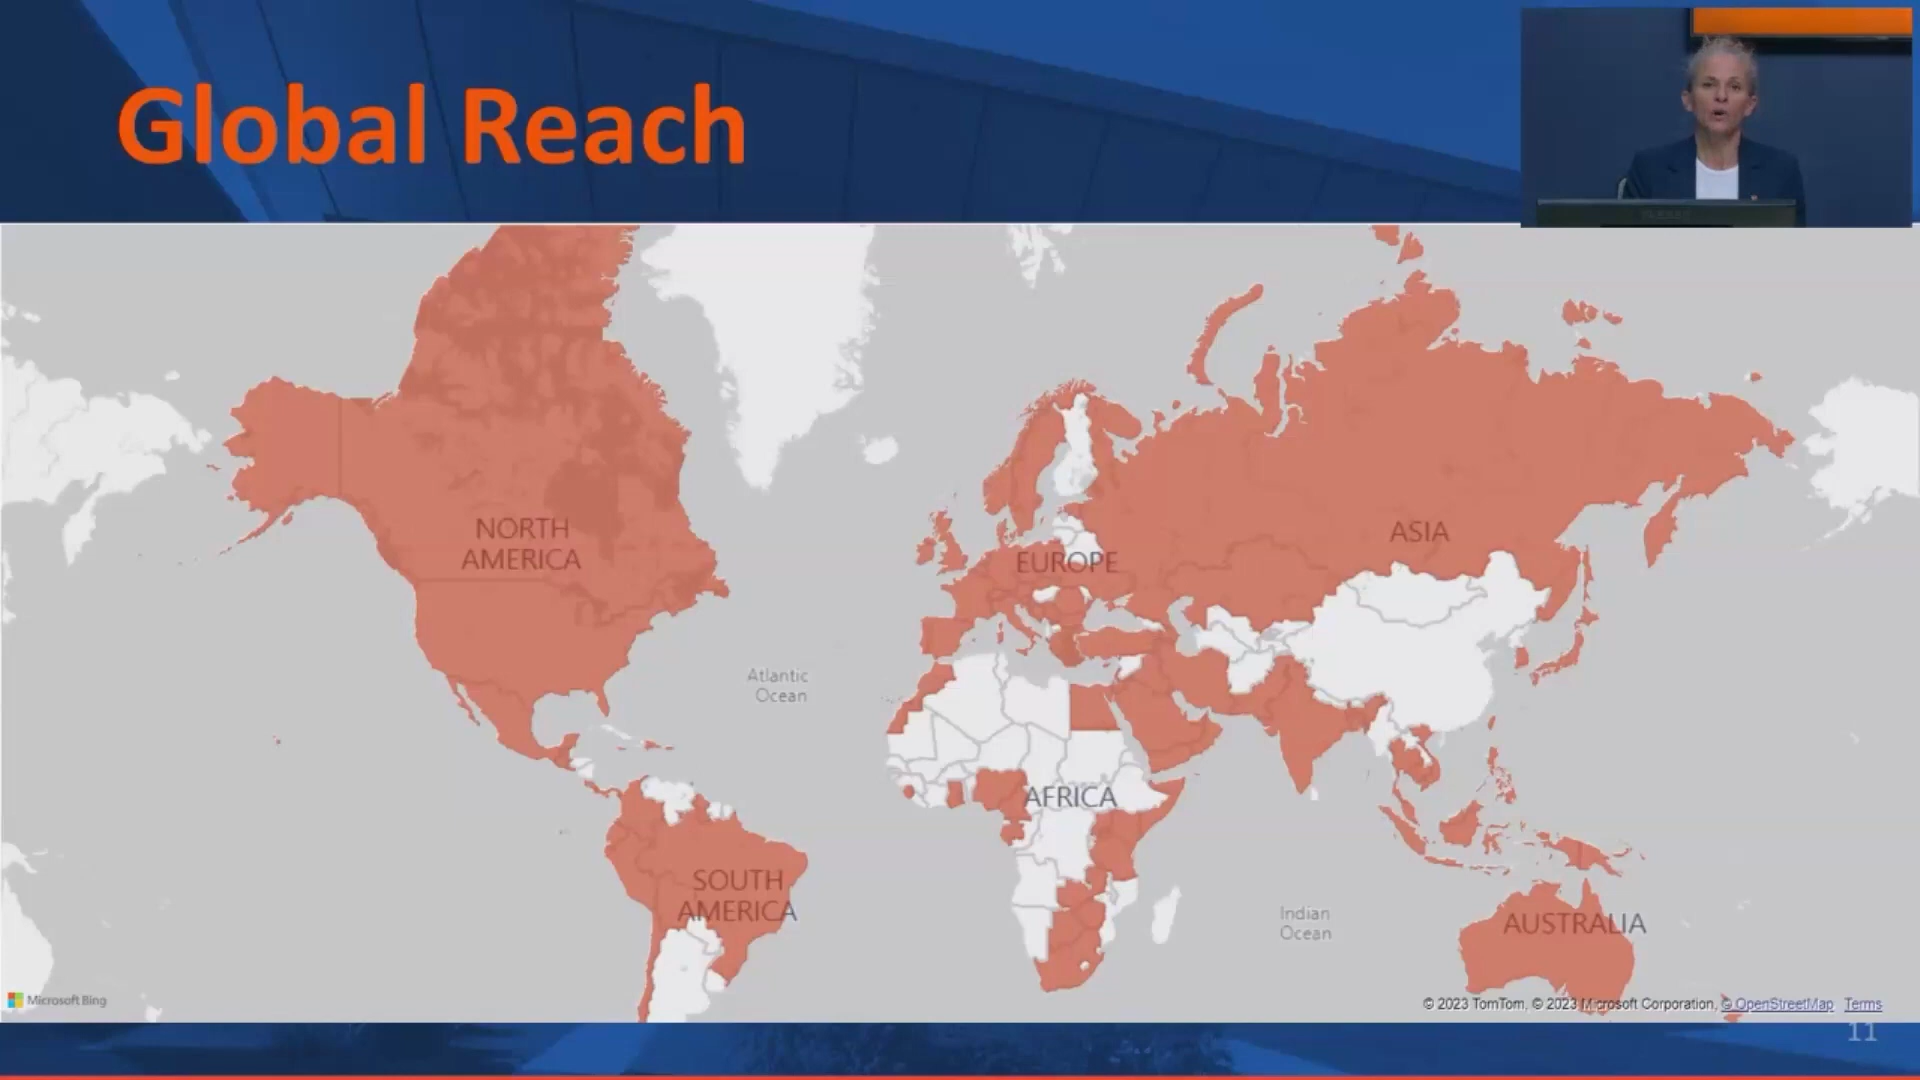 Global Reach
NORTH
AMERICA
EUROPE
ASIA
Atlantic
Ocean
AFRICA
SOUTH
AMERICA
Indian
Ocean
AUSTRALIA
Microsoft Bing
© 2023 TomTom, © 2023 Microsoft Corporation, © OpenStreetMap Terms
11